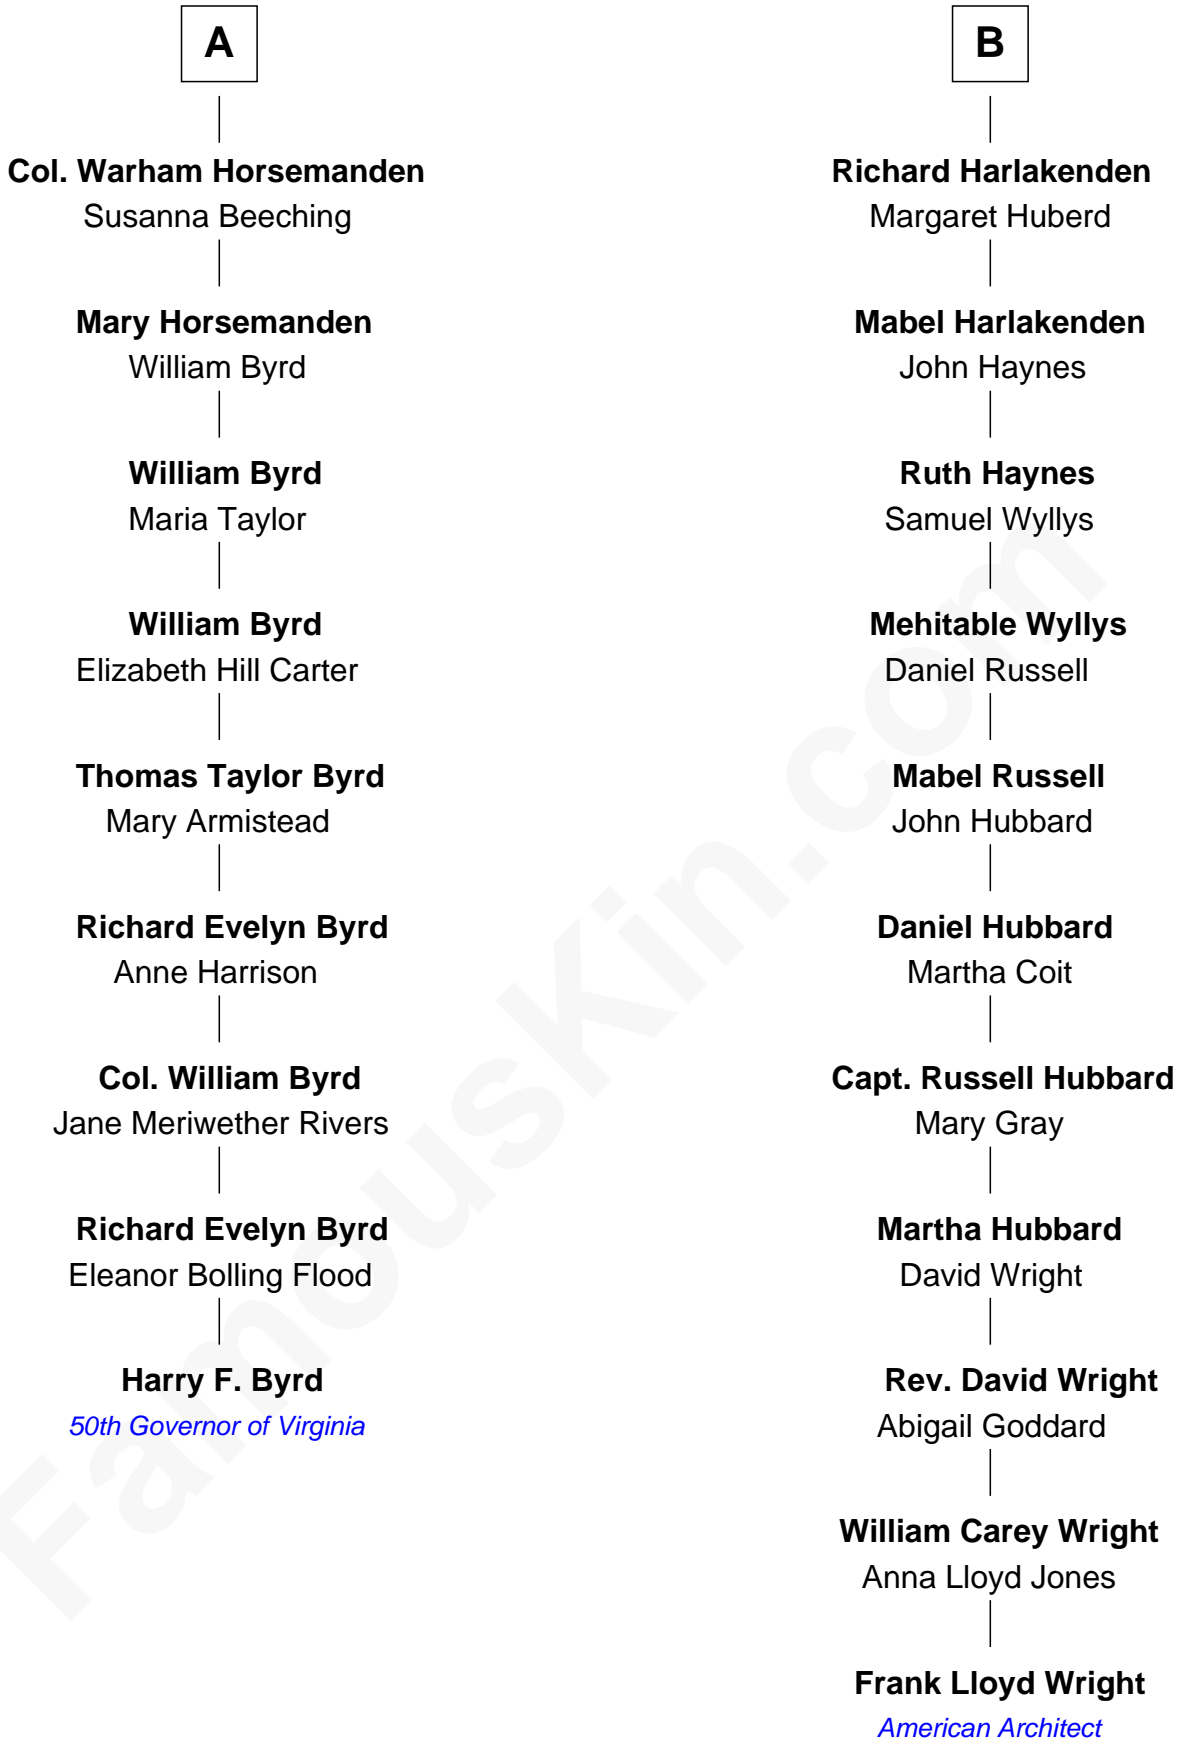 A
Col. Warham Horsemanden
Susanna Beeching
Mary Horsemanden
William Byrd
William Byrd
Maria Taylor
William Byrd
Elizabeth Hill Carter
Thomas Taylor Byrd
Mary Armistead
Richard Evelyn Byrd
Anne Harrison
Col. William Byrd
Jane Meriwether Rivers
Richard Evelyn Byrd
Eleanor Bolling Flood
Harry F. Byrd
50th Governor of Virginia
B
Richard Harlakenden
Margaret Huberd
Mabel Harlakenden
John Haynes
Ruth Haynes
Samuel Wyllys
Mehitable Wyllys
Daniel Russell
Mabel Russell
John Hubbard
Daniel Hubbard
Martha Coit
Capt. Russell Hubbard
Mary Gray
Martha Hubbard
David Wright
Rev. David Wright
Abigail Goddard
William Carey Wright
Anna Lloyd Jones
Frank Lloyd Wright
American Architect
FamousKin.com